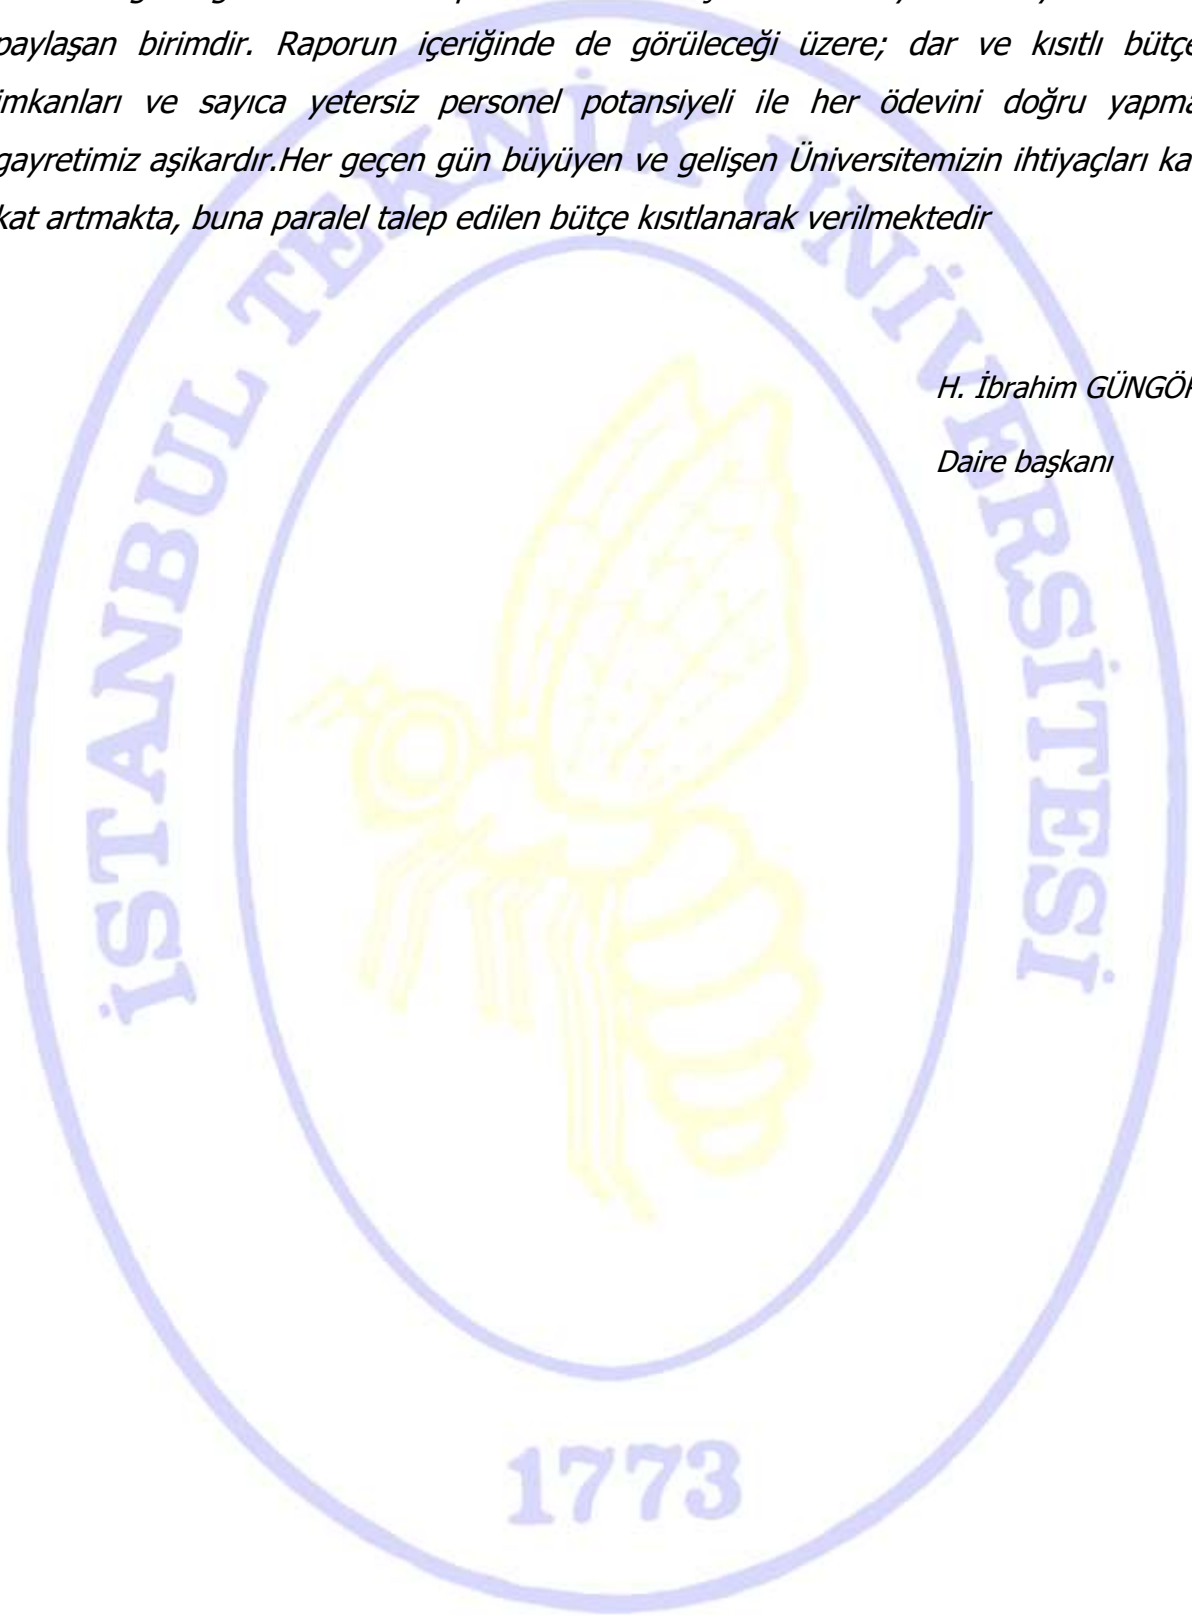 paylaşan birimdir. Raporun içeriğinde de görüleceği üzere; dar ve kısıtlı bütçe
imkanları ve sayıca yetersiz personel potansiyeli ile her ödevini doğru yapma
gayretimiz aşikardır.Her geçen gün büyüyen ve gelişen Üniversitemizin ihtiyaçları kat
kat artmakta, buna paralel talep edilen bütçe kısıtlanarak verilmektedir
H. İbrahim GÜNGÖR
Daire başkanı
İSTANBUL TEKNİK ÜNİVERSİTESİ
1773